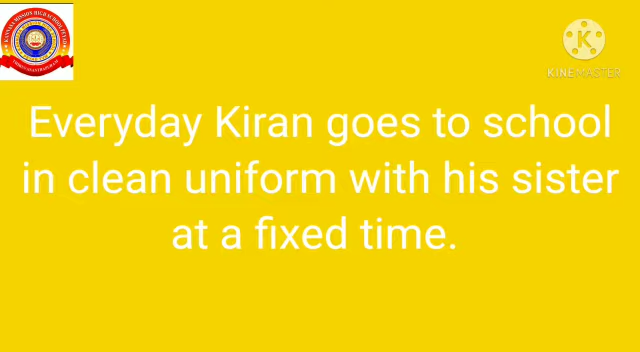 KINEMASTER
Everyday Kiran goes to school
in clean uniform with his sister
at a fixed time.